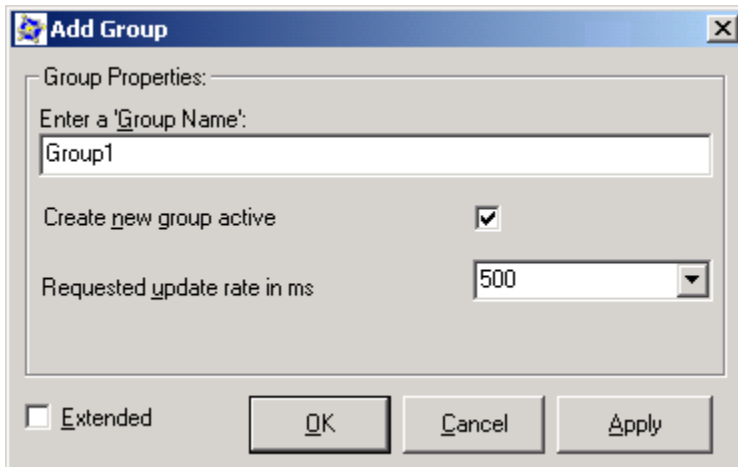 Add Group
Group Properties:
Enter a 'Group Name':
Group1
Create new group active
Requested update rate in ms
500
Extended
OK
Cancel
Apply